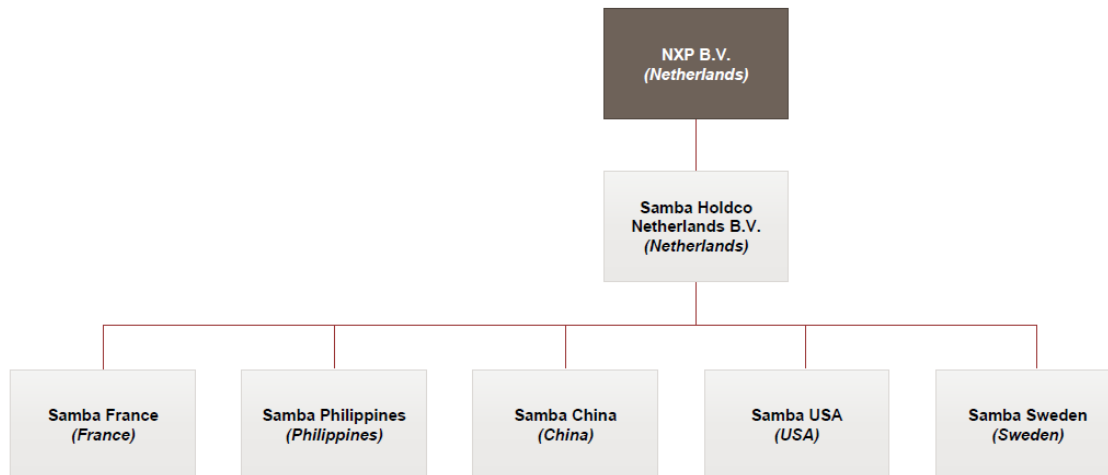 NXP B.V.
(Netherlands)
Samba Holdco
Netherlands B.V.
(Netherlands)
Samba France
(France)
Samba Philippines
(Philippines)
Samba China
(China)
Samba USA
(USA)
Samba Sweden
(Sweden)